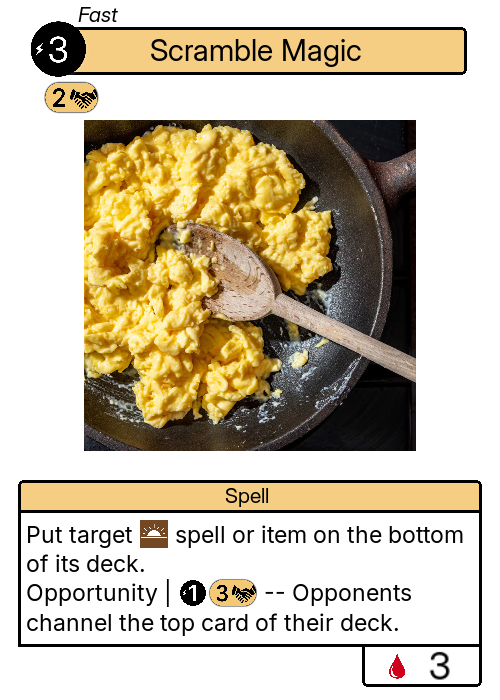 Fast
3 Scramble Magic
2
Spell
Put target spell or item on the bottom
of its deck.
Opportunity | 1 3 -- Opponents
channel the top card of their deck.
3